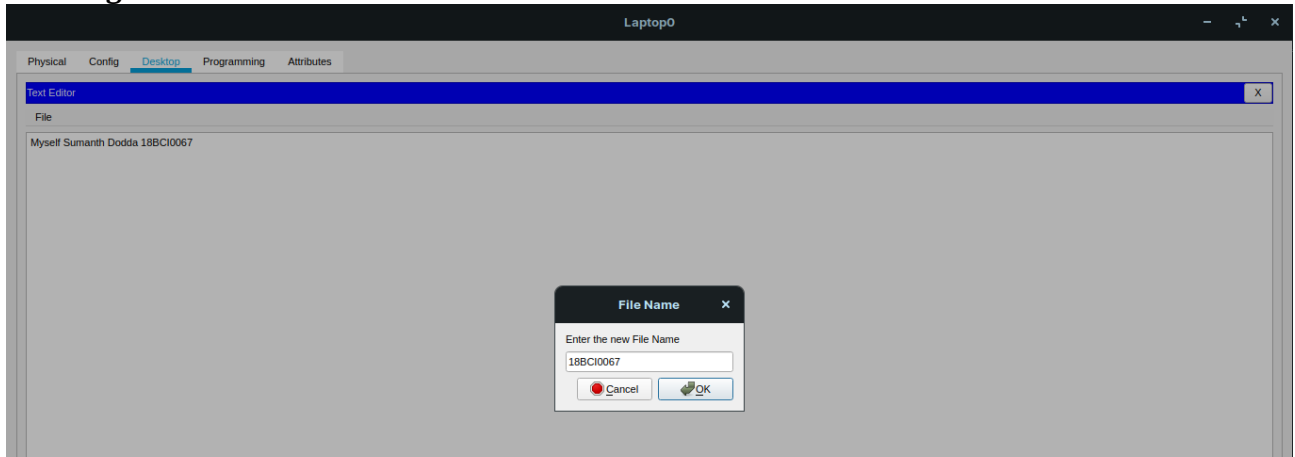 Laptop0
Physical Config Desktop Programming Attributes
Text Editor X
File
Myself Sumanth Dodda 18BCI0067
File Name
Enter the new File Name
18BCI0067
Cancel OK